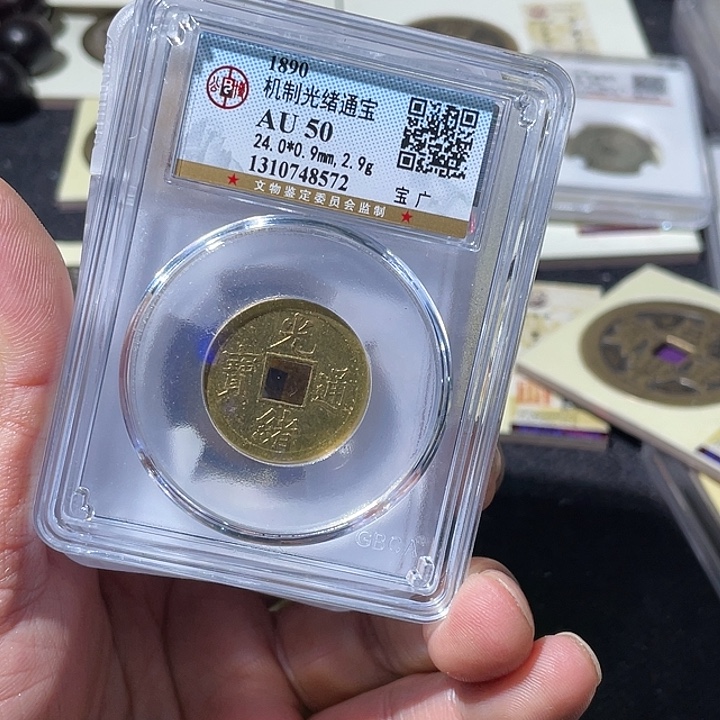 1890
机制光绪通宝
AU 50
24.0*0.9mm, 2.9g
1310748572
宝 广
文物鉴定委员会监制
光
寶 通
緒
GBCA